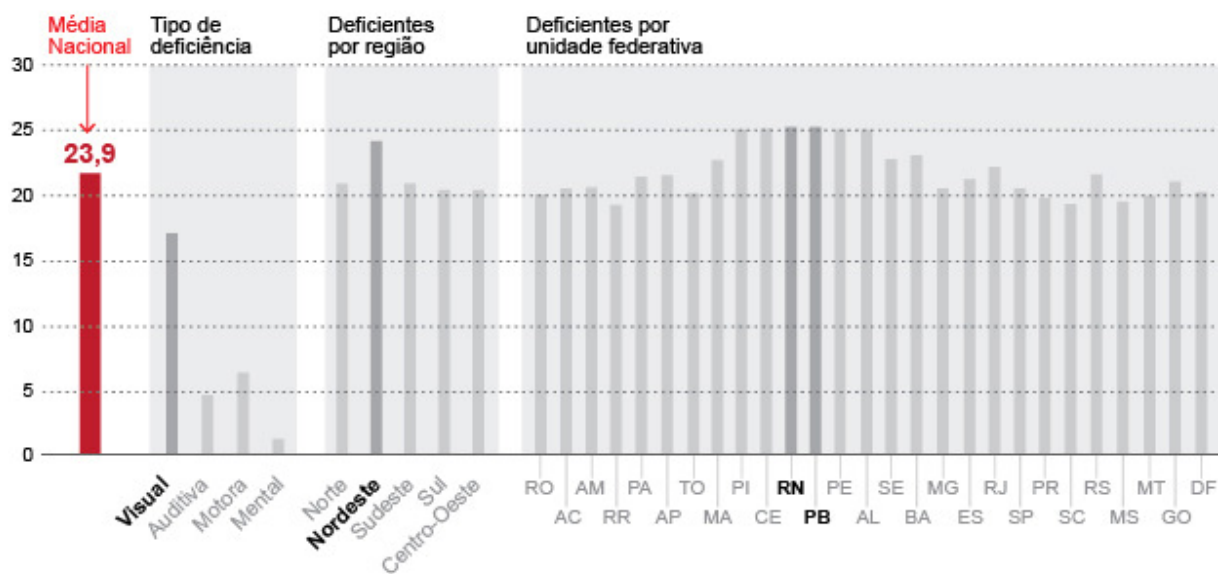 Média
Nacional
Tipo de
deficiência
Deficientes
por região
Deficientes por
unidade federativa
30
25
23,9
20
15
10
5
0
Visual
Auditiva
Motora
Mental
Norte
Nordeste
Sudeste
Sul
Centro-Oeste
RO AM PA TO PI RN PE SE MG RJ PR RS MT DF
AC RR AP MA CE PB AL BA ES SP SC MS GO